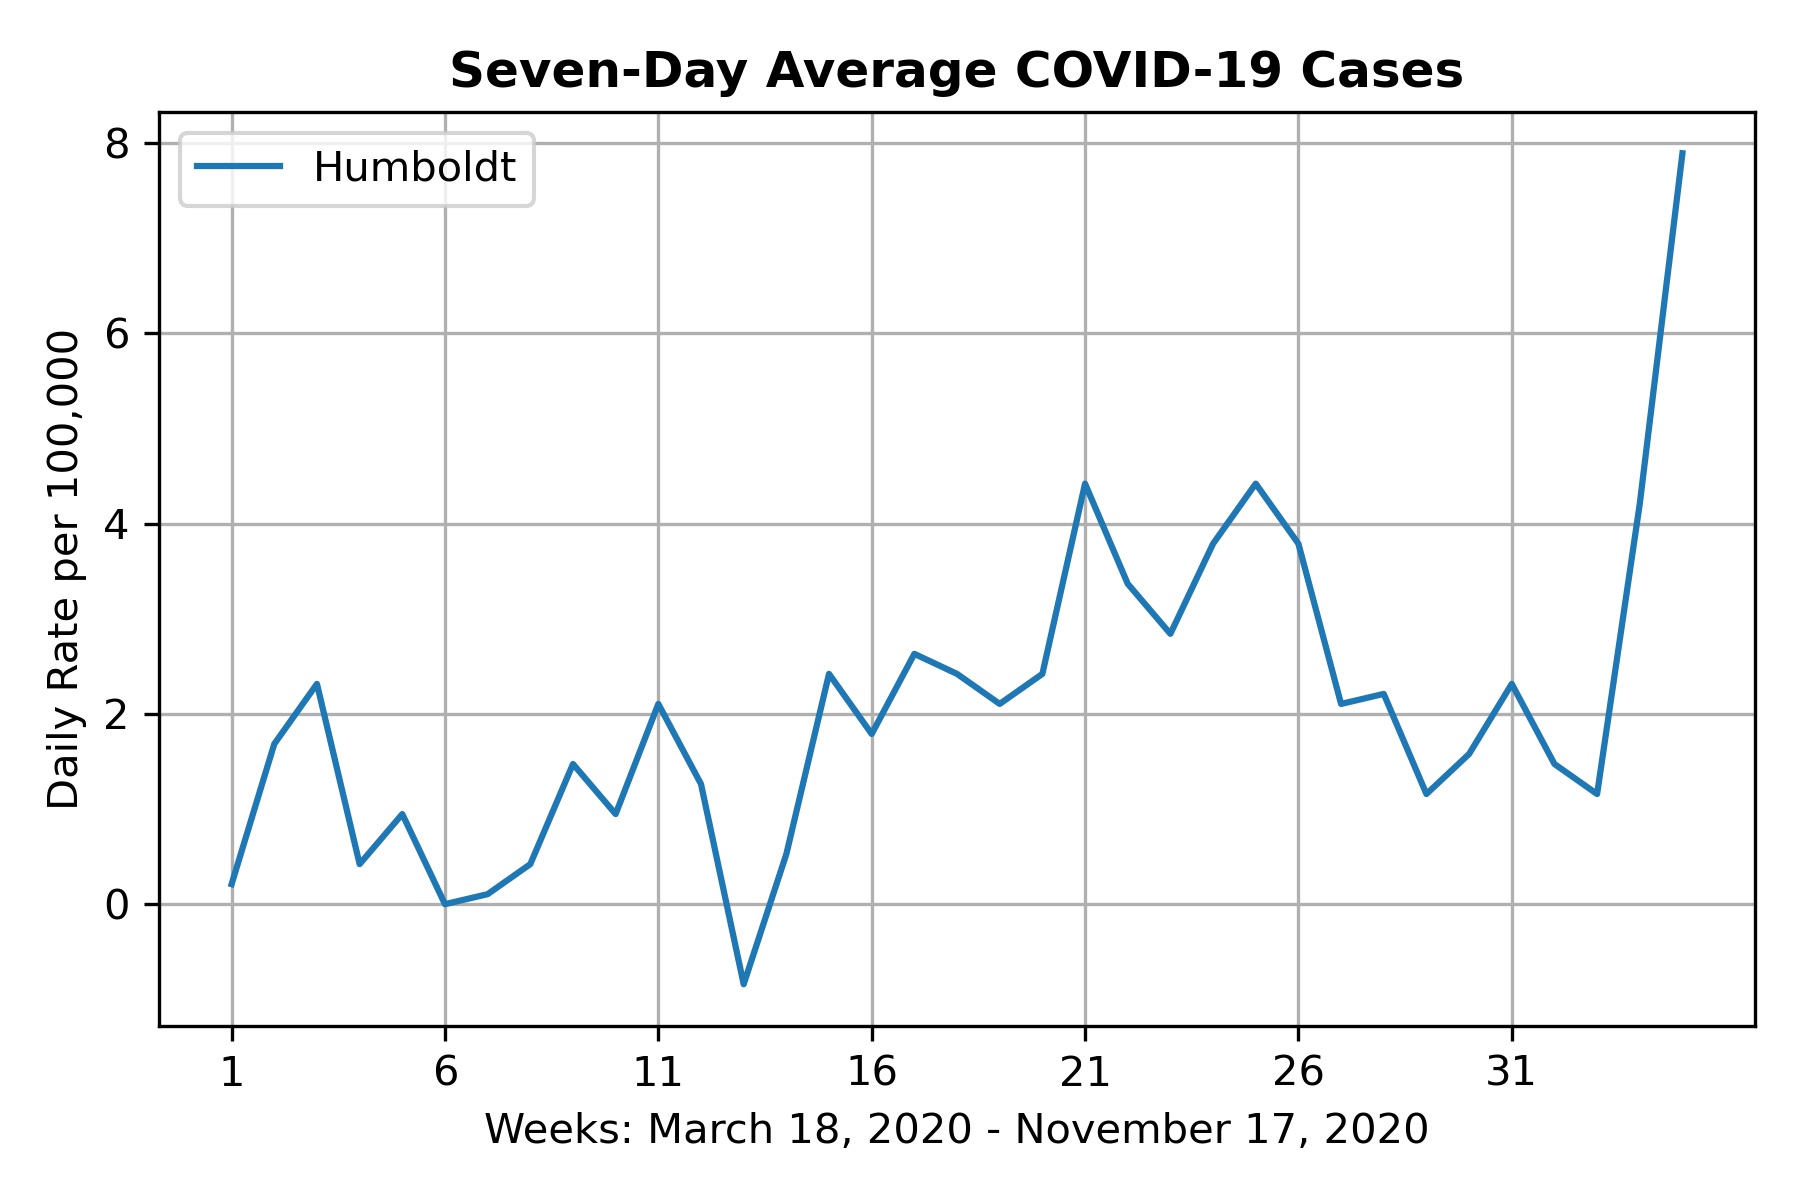 Seven-Day Average COVID-19 Cases
Humboldt
8
6
4
2
0
Daily Rate per 100,000
1 6 11 16 21 26 31
Weeks: March 18, 2020 - November 17, 2020